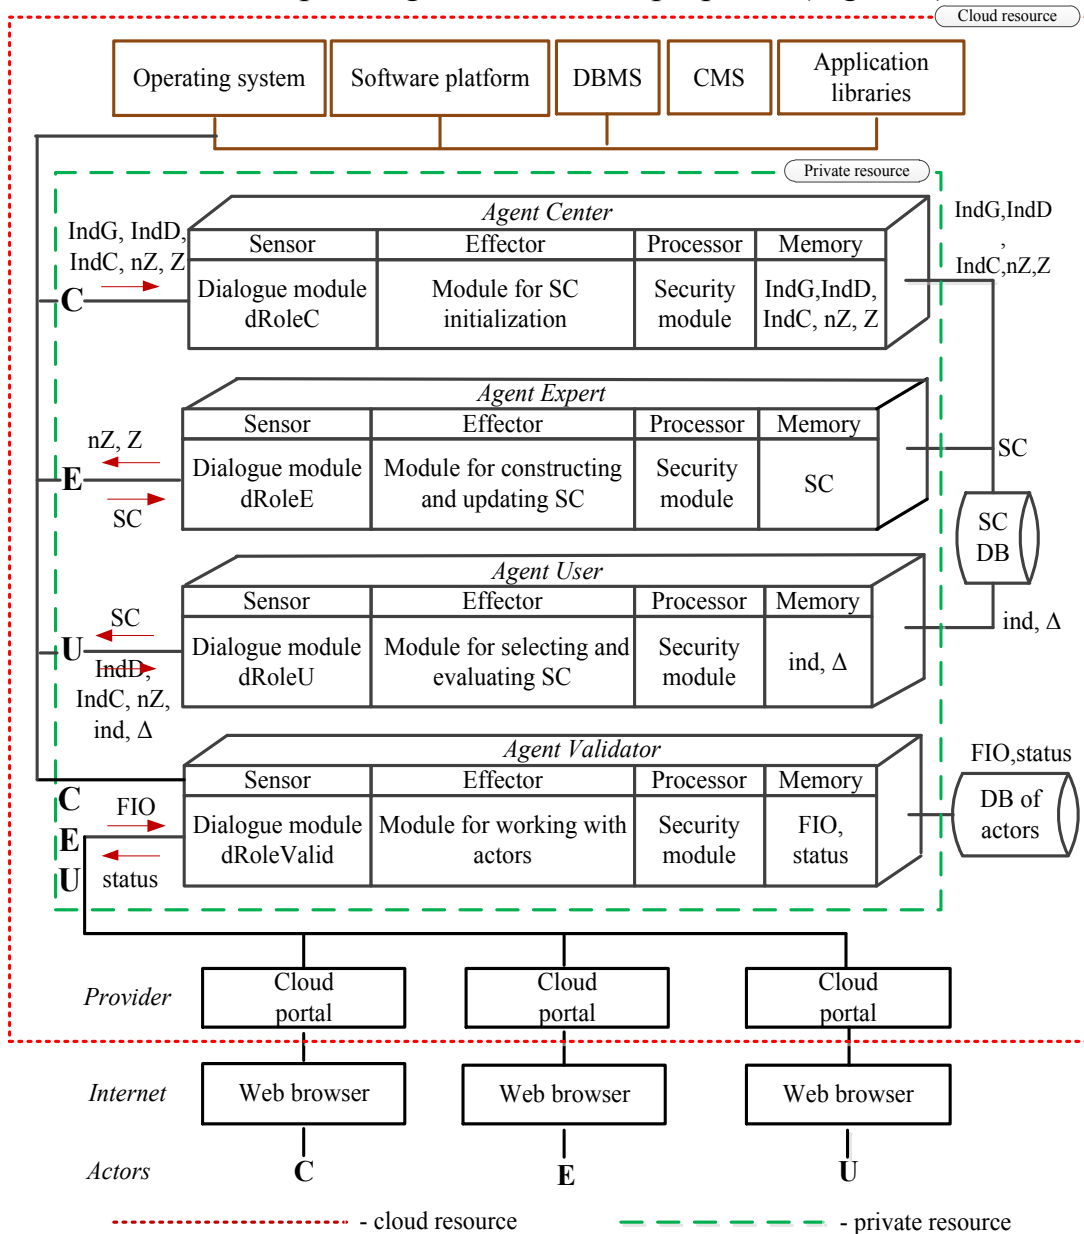 Cloud resource
Operating system
Software platform
DBMS
CMS
Application
libraries
Private resource
IndG, IndD,
IndC, nZ, Z
C
Agent Center
Sensor
Effector
Processor
Memory
Dialogue module
dRoleC
Module for SC
initialization
Security
module
IndG,IndD,
IndC, nZ, Z
IndG,IndD
,
IndC,nZ,Z
nZ, Z
E
SC
Agent Expert
Sensor
Effector
Processor
Memory
Dialogue module
dRoleE
Module for constructing
and updating SC
Security
module
SC
SC
SC
DB
SC
U
IndD,
IndC, nZ,
ind, Δ
Agent User
Sensor
Effector
Processor
Memory
Dialogue module
dRoleU
Module for selecting and
evaluating SC
Security
module
ind, Δ
ind, Δ
C
E
U
FIO
status
Agent Validator
Sensor
Effector
Processor
Memory
Dialogue module
dRoleValid
Module for working with
actors
Security
module
FIO,
status
FIO,status
DB of
actors
Provider
Cloud
portal
Cloud
portal
Cloud
portal
Internet
Web browser
Web browser
Web browser
Actors
C
E
U
- cloud resource
- private resource